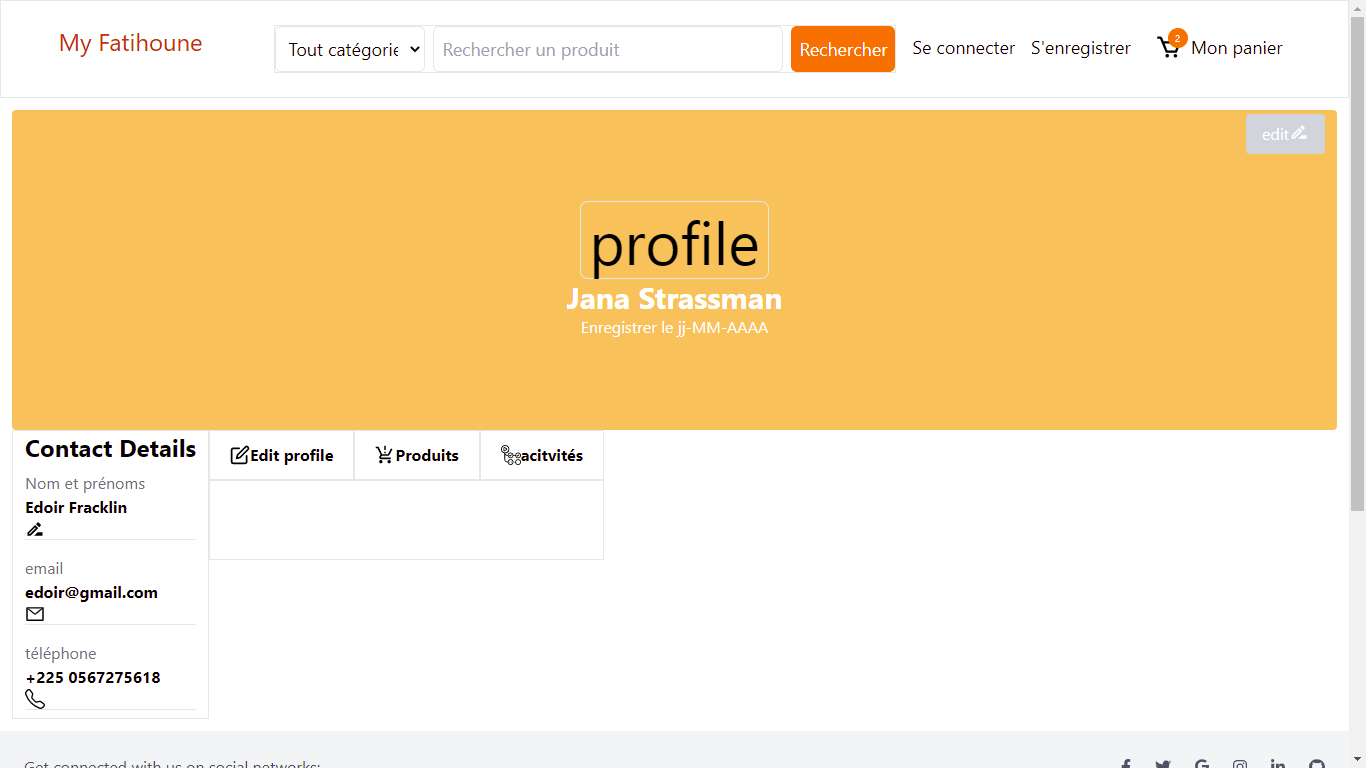 My Fatihoune
Tout catégorie
Rechercher un produit
Rechercher
Se connecter
S'enregistrer
2
Mon panier
edit
profile
Jana Strassman
Enregistrer le jj-MM-AAAA
Contact Details
Nom et prénoms
Edoir Fracklin
email
edoir@gmail.com
téléphone
+225 0567275618
Edit profile
Produits
acitvités
Get connected with us on social networks: